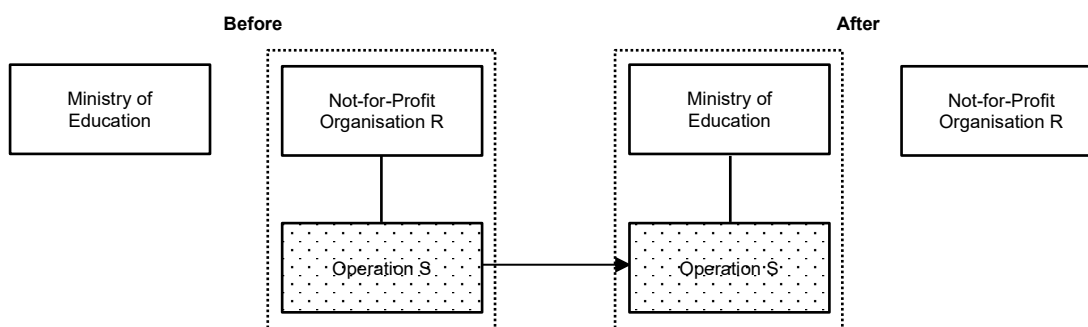 Before
After
Ministry of
Education
Not-for-Profit
Organisation R
Ministry of
Education
Not-for-Profit
Organisation R
Operation S
Operation S